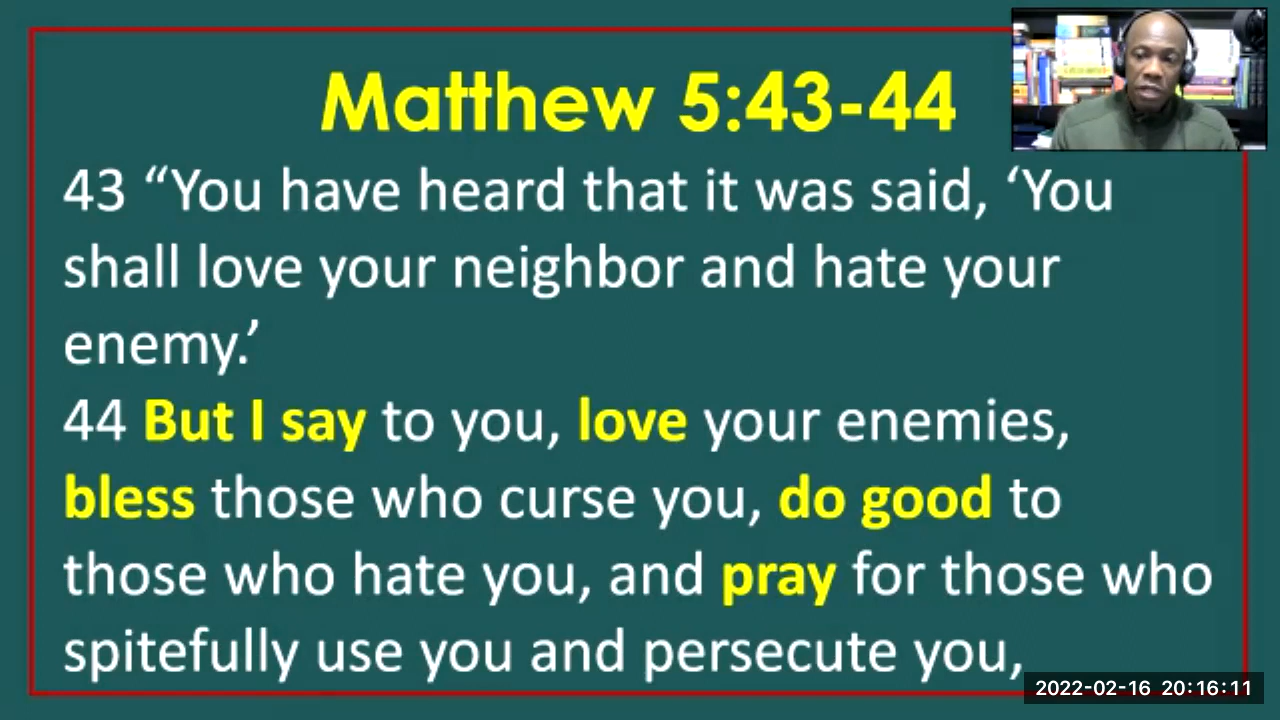 Matthew 5:43-44
43 “You have heard that it was said, ‘You
shall love your neighbor and hate your
enemy.’
44 But I say to you, love your enemies,
bless those who curse you, do good to
those who hate you, and pray for those who
spitefully use you and persecute you,
2022-02-16 20:16:11